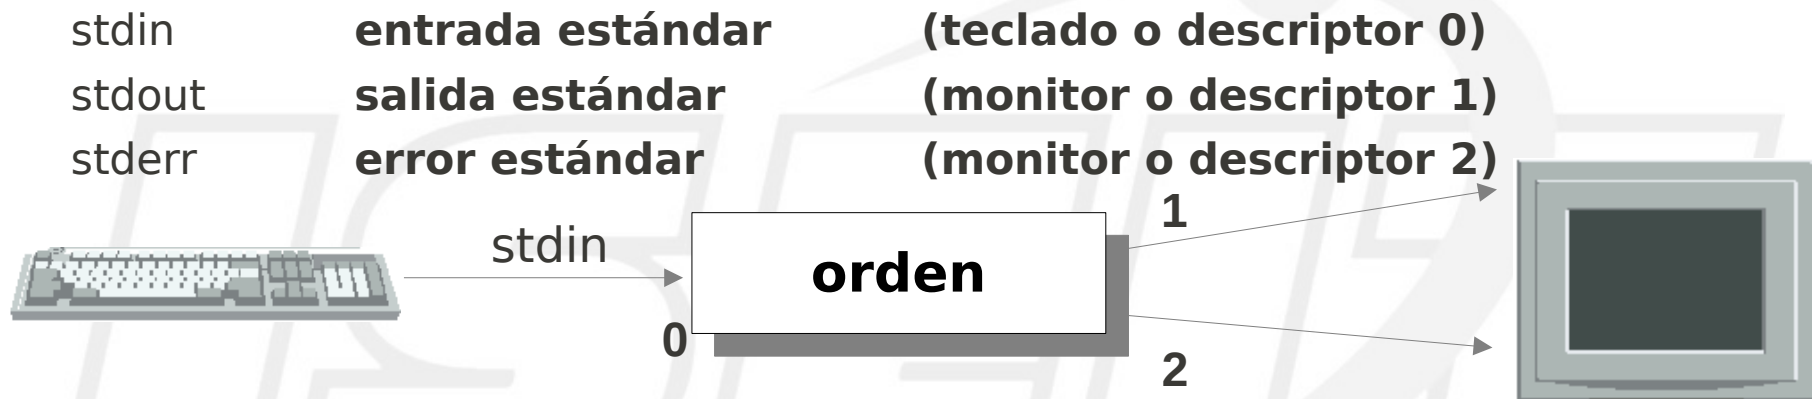 stdin entrada estándar (teclado o descriptor 0)
stdout salida estándar (monitor o descriptor 1)
stderr error estándar (monitor o descriptor 2)
stdin
0
orden
1
2